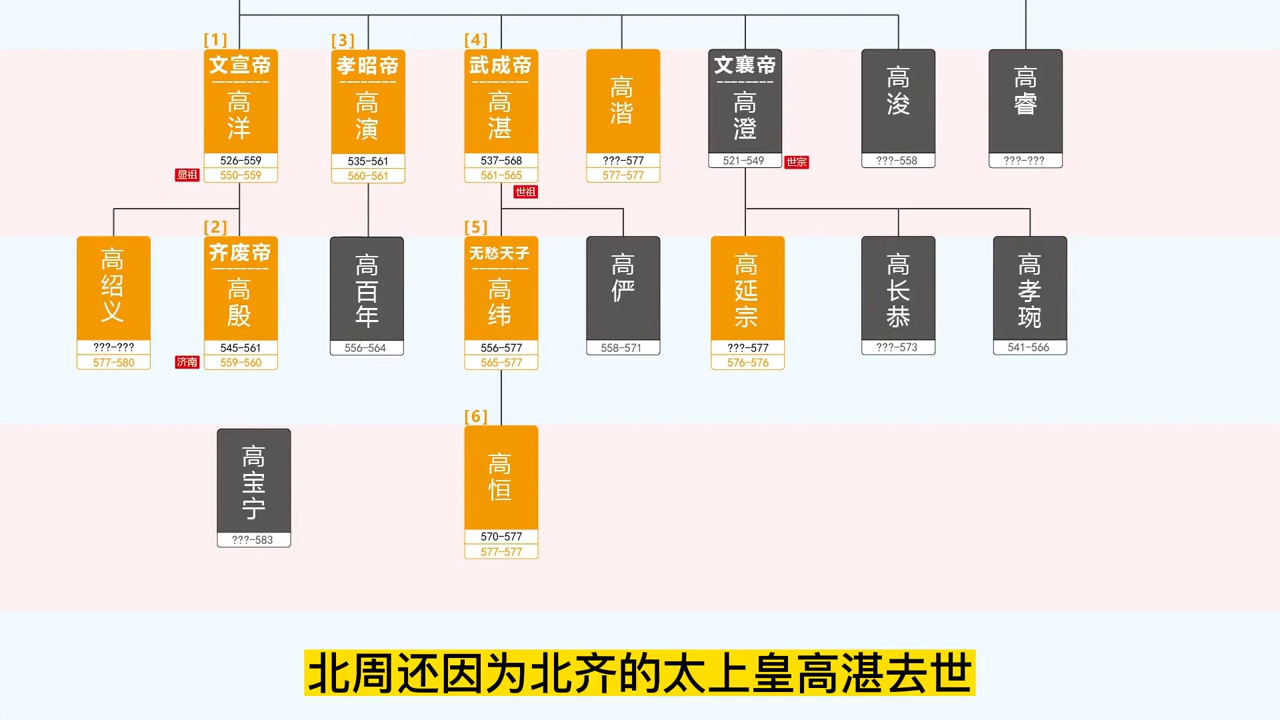 [1]
文宣帝
高洋
526-559
550-559
显祖
[3]
孝昭帝
高演
535-561
560-561
[4]
武成帝
高湛
537-568
561-565
世祖
高湝
???-577
577-577
文襄帝
高澄
521-549
世宗
高浚
???-558
高睿
???-???
高绍义
???-???
577-580
[2]
齐废帝
高殷
545-561
559-560
济南
高百年
556-564
[5]
无愁天子
高纬
556-577
565-577
高俨
558-571
高延宗
???-577
576-576
高长恭
???-573
高孝琬
541-566
高宝宁
???-583
[6]
高恒
570-577
577-577
北周还因为北齐的太上皇高湛去世